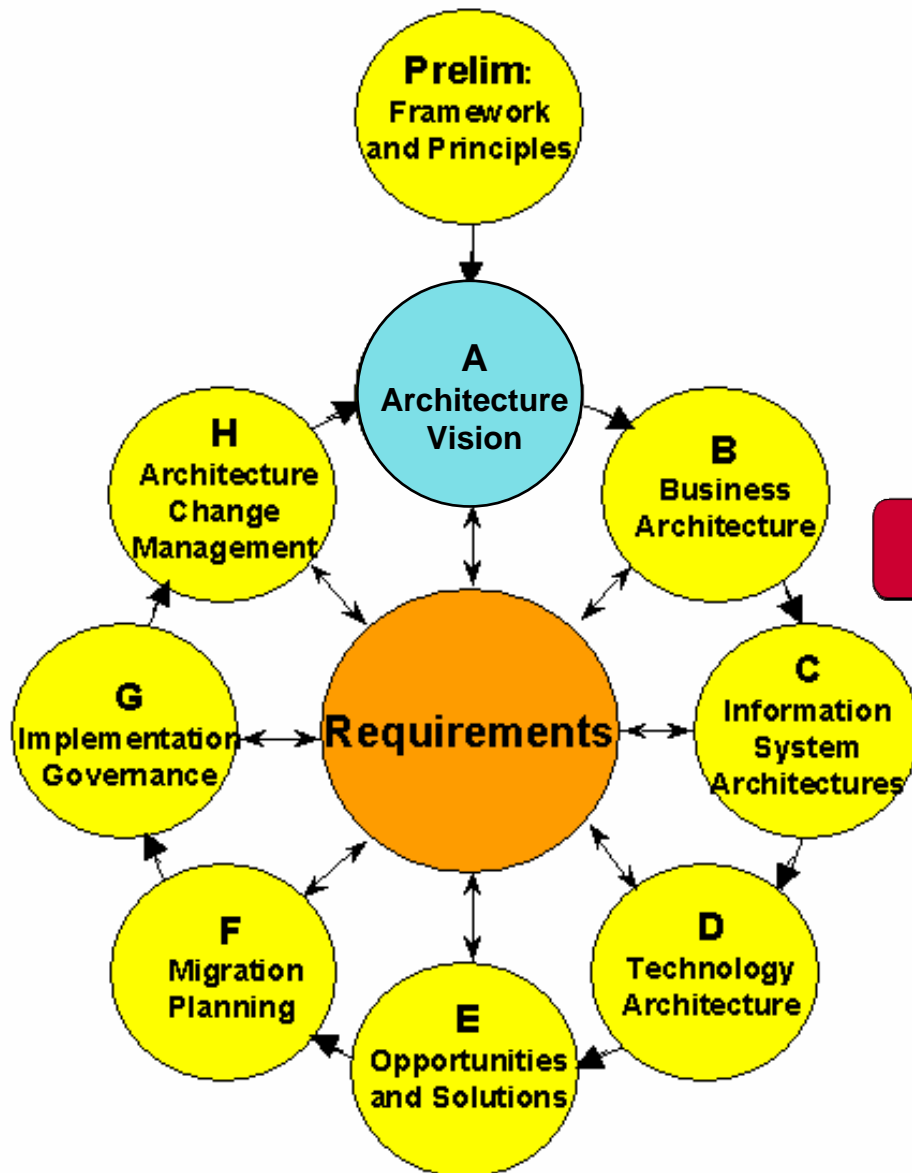 Prelim:
Framework
and Principles
A
Architecture
Vision
B
Business
Architecture
C
Information
System
Architectures
D
Technology
Architecture
E
Opportunities
and Solutions
F
Migration
Planning
G
Implementation
Governance
H
Architecture
Change
Management
Requirements